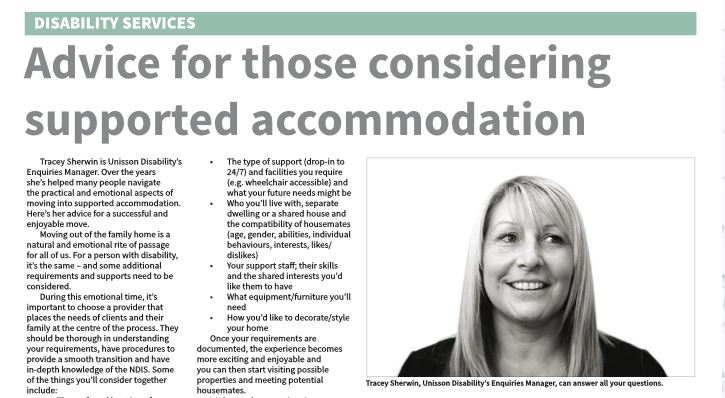 DISABILITY SERVICES
Advice for those considering
supported accommodation
Tracey Sherwin is Unisson Disability's
Enquiries Manager. Over the years
she's helped many people navigate
the practical and emotional aspects of
moving into supported accommodation.
Here's her advice for a successful and
enjoyable move.
Moving out of the family home is a
natural and emotional rite of passage
for all of us. For a person with disability,
it's the same – and some additional
requirements and supports need to be
considered.
During this emotional time, it's
important to choose a provider that
places the needs of clients and their
family at the centre of the process. They
should be thorough in understanding
your requirements, have procedures to
provide a smooth transition and have
in-depth knowledge of the NDIS. Some
of the things you'll consider together
include:
• The type of support (drop-in to
24/7) and facilities you require
(e.g. wheelchair accessible) and
what your future needs might be
• Who you'll live with, separate
dwelling or a shared house and
the compatibility of housemates
(age, gender, abilities, individual
behaviours, interests, likes/
dislikes)
• Your support staff; their skills
and the shared interests you'd
like them to have
• What equipment/furniture you'll
need
• How you'd like to decorate/style
your home
Once your requirements are
documented, the experience becomes
more exciting and enjoyable and
you can then start visiting possible
properties and meeting potential
housemates.
Tracey Sherwin, Unisson Disability's Enquiries Manager, can answer all your questions.